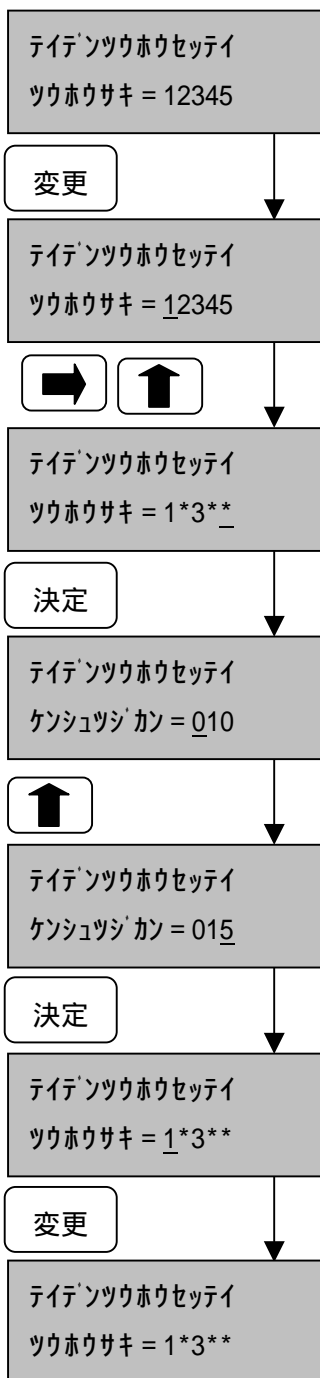 ﾃｲﾃﾞﾝﾂｳﾎｳｾｯﾃｲ
ﾂｳﾎｳｻｷ = 12345
変更
ﾃｲﾃﾞﾝﾂｳﾎｳｾｯﾃｲ
ﾂｳﾎｳｻｷ = 12345
ﾃｲﾃﾞﾝﾂｳﾎｳｾｯﾃｲ
ﾂｳﾎｳｻｷ = 1*3**
決定
ﾃｲﾃﾞﾝﾂｳﾎｳｾｯﾃｲ
ｹﾝｼｭﾂｼﾞｶﾝ = 010
ﾃｲﾃﾞﾝﾂｳﾎｳｾｯﾃｲ
ｹﾝｼｭﾂｼﾞｶﾝ = 015
決定
ﾃｲﾃﾞﾝﾂｳﾎｳｾｯﾃｲ
ﾂｳﾎｳｻｷ = 1*3**
変更
ﾃｲﾃﾞﾝﾂｳﾎｳｾｯﾃｲ
ﾂｳﾎｳｻｷ = 1*3**